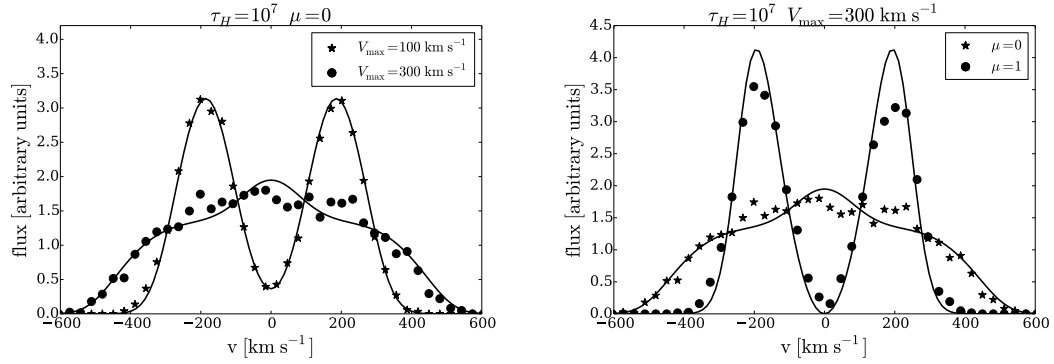 τ_H=10^7 μ=0
V_max=100 km s^−1
V_max=300 km s^−1
flux [arbitrary units]
4.0
3.5
3.0
2.5
2.0
1.5
1.0
0.5
0.0
−600 −400 −200 0 200 400 600
v [km s^−1]
τ_H=10^7 V_max=300 km s^−1
μ=0
μ=1
flux [arbitrary units]
4.5
4.0
3.5
3.0
2.5
2.0
1.5
1.0
0.5
0.0
−600 −400 −200 0 200 400 600
v [km s^−1]